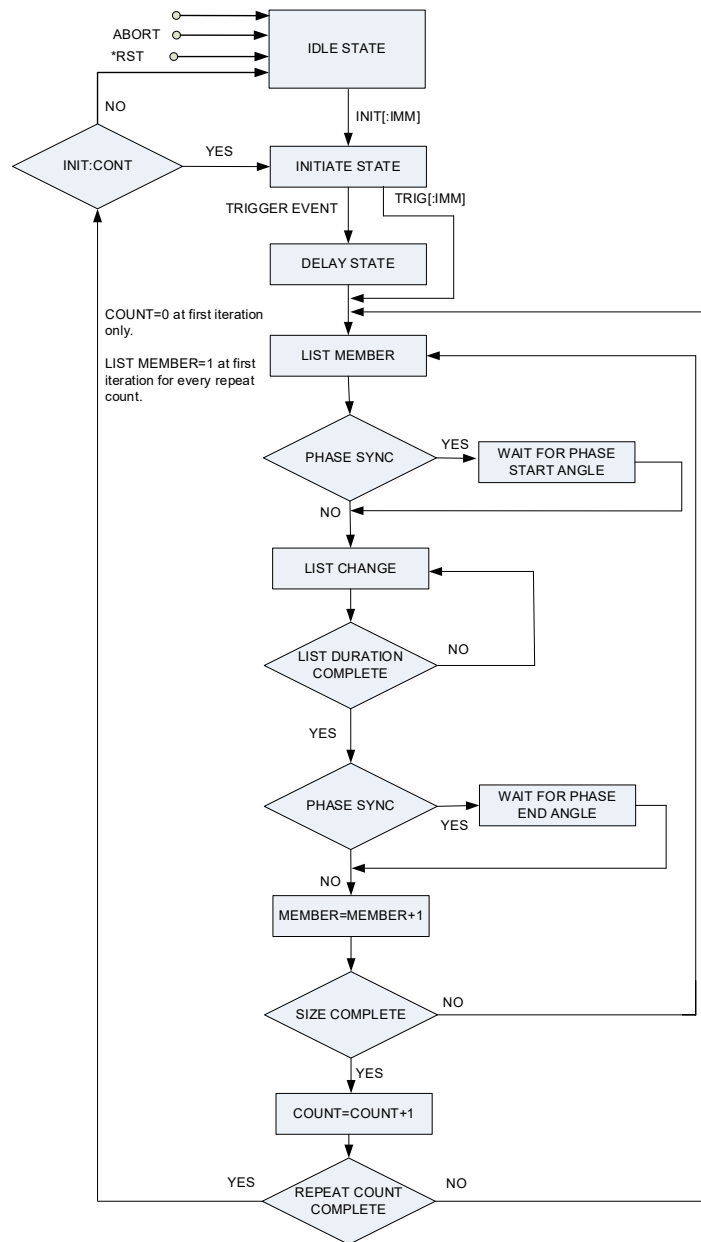 ABORT
*RST
IDLE STATE
NO
INIT[:IMM]
INIT:CONT
YES
INITIATE STATE
TRIGGER EVENT
TRIG[:IMM]
DELAY STATE
COUNT=0 at first iteration
only.
LIST MEMBER=1 at first
iteration for every repeat
count.
LIST MEMBER
PHASE SYNC
YES
WAIT FOR PHASE
START ANGLE
NO
LIST CHANGE
LIST DURATION
COMPLETE
NO
YES
PHASE SYNC
YES
WAIT FOR PHASE
END ANGLE
NO
MEMBER=MEMBER+1
SIZE COMPLETE
NO
YES
COUNT=COUNT+1
YES
REPEAT COUNT
COMPLETE
NO